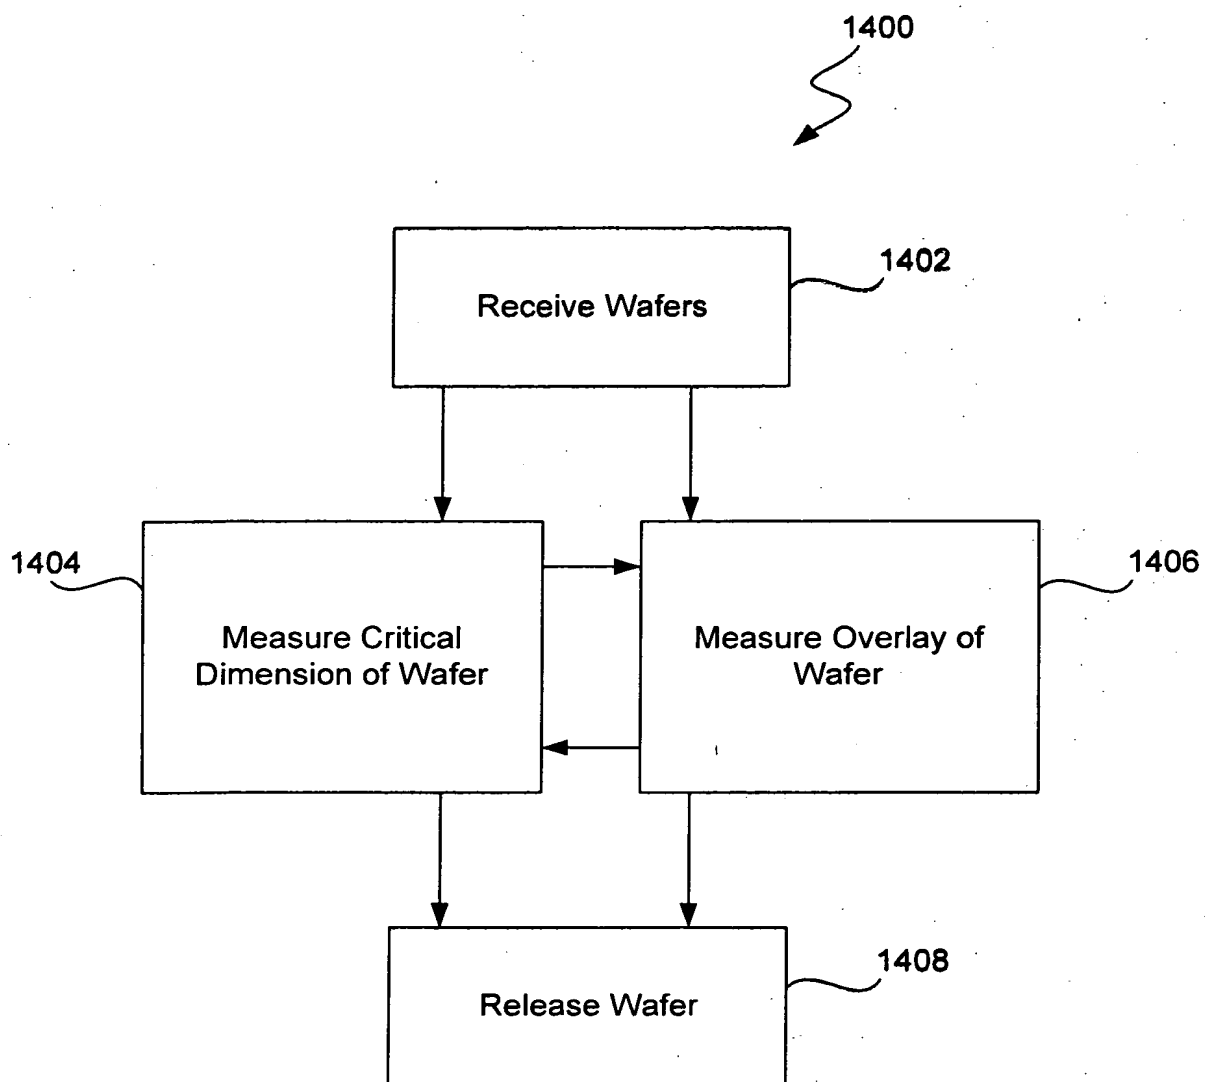 1400
1402
Receive Wafers
1404
1406
Measure Critical
Dimension of Wafer
Measure Overlay of
Wafer
1408
Release Wafer